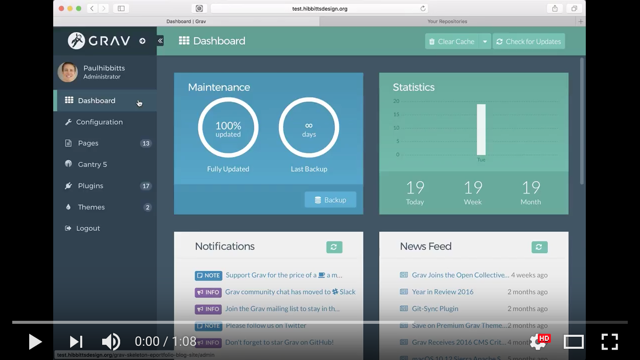 test.hibbittsdesign.org
Dashboard | Grav
Your Repositories
GRAV
Dashboard
Clear Cache
Check for Updates
Paulhibbitts
Administrator
Dashboard
Configuration
Pages 13
Gantry 5
Plugins 17
Themes 2
Logout
Maintenance
100%
updated
Fully Updated
∞
days
Last Backup
Backup
Statistics
20
15
10
5
0
Tue
19
Today
19
Week
19
Month
Notifications
NOTE Support Grav for the price of a a m...
INFO Grav community chat has moved to Slack
INFO Join the Grav mailing list to stay in th...
NOTE Please follow us on Twitter
INFO Don't forget to star Grav on GitHub!
News Feed
Grav Joins the Open Collective... 4 weeks ago
Year in Review 2016 2 months ago
Git-Sync Plugin 2 months ago
Save on Premium Grav Theme...
Grav Receives 2016 CMS Crit...
months ago
0:00 / 1:08
HD